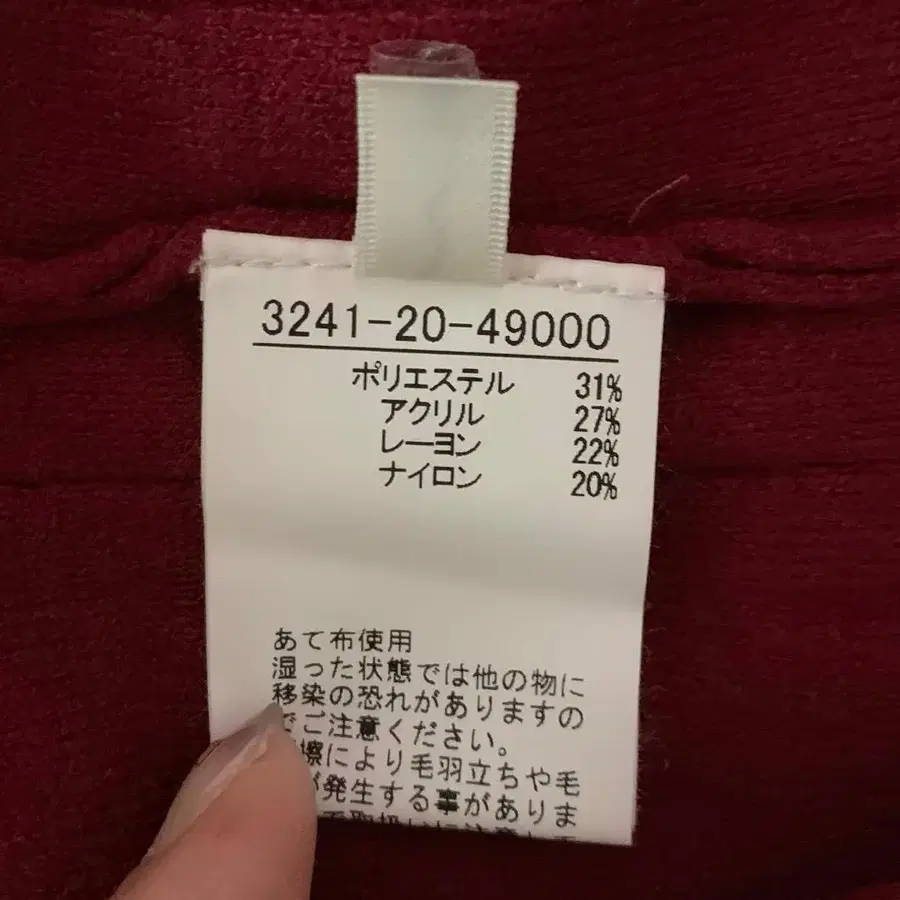 3241-20-49000
ポリエステル 31%
アクリル 27%
レーヨン 22%
ナイロン 20%
あて布使用
湿った状態では他の物に
移染の恐れがありますの
でご注意ください。
擦により毛羽立ちや毛
が発生する事がありま